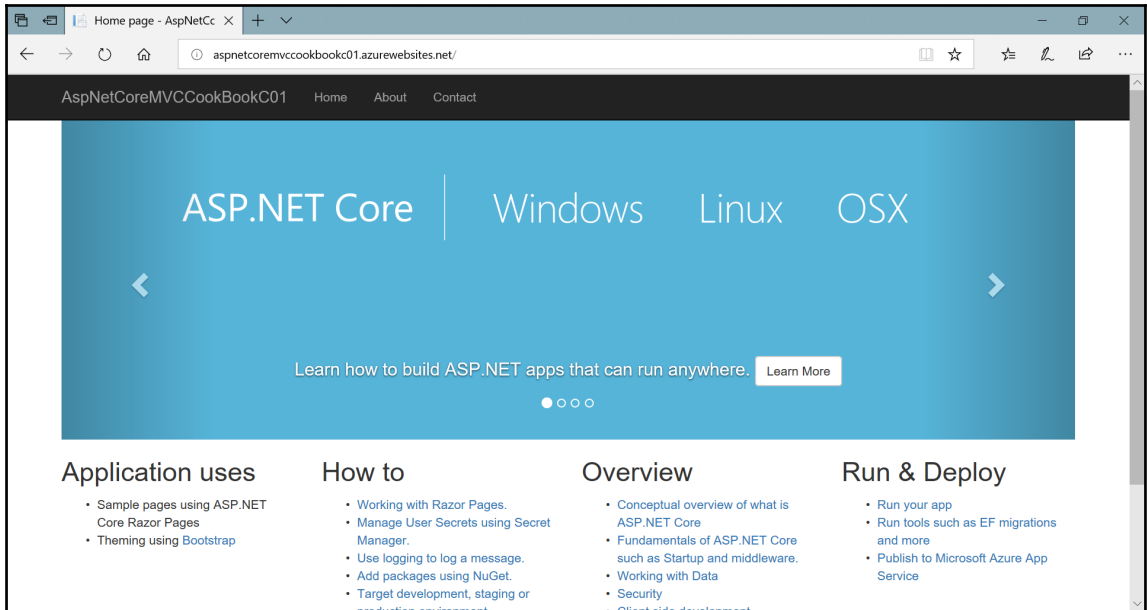 Home page - AspNetCc
aspnetcoremvccookbookc01.azurewebsites.net/
AspNetCoreMVCCookBookC01 Home About Contact
ASP.NET Core Windows Linux OSX
Learn how to build ASP.NET apps that can run anywhere. Learn More
Application uses
Sample pages using ASP.NET
Core Razor Pages
Theming using Bootstrap
How to
Working with Razor Pages.
Manage User Secrets using Secret
Manager.
Use logging to log a message.
Add packages using NuGet.
Target development, staging or
production environment.
Overview
Conceptual overview of what is
ASP.NET Core
Fundamentals of ASP.NET Core
such as Startup and middleware.
Working with Data
Security
Client side development
Run & Deploy
Run your app
Run tools such as EF migrations
and more
Publish to Microsoft Azure App
Service